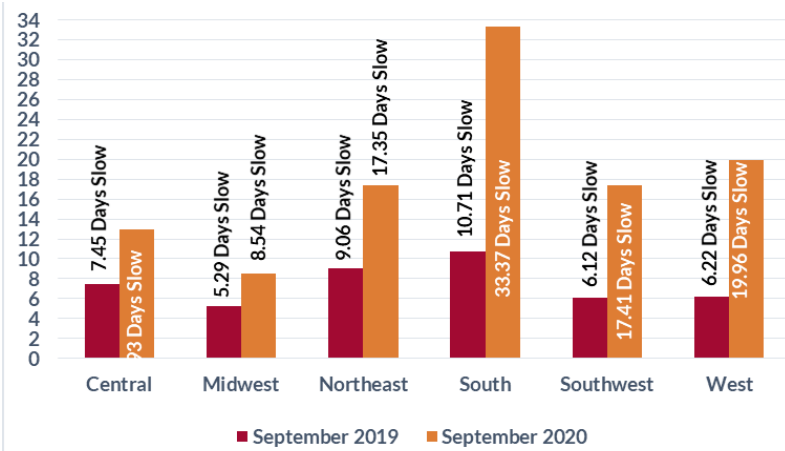 34
32
30
28
26
24
22
20
18
16
14
12
10
8
6
4
2
0
7.45 Days Slow
93 Days Slow
5.29 Days Slow
8.54 Days Slow
9.06 Days Slow
17.35 Days Slow
10.71 Days Slow
33.37 Days Slow
6.12 Days Slow
17.41 Days Slow
6.22 Days Slow
19.96 Days Slow
Central Midwest Northeast South Southwest West
September 2019 September 2020